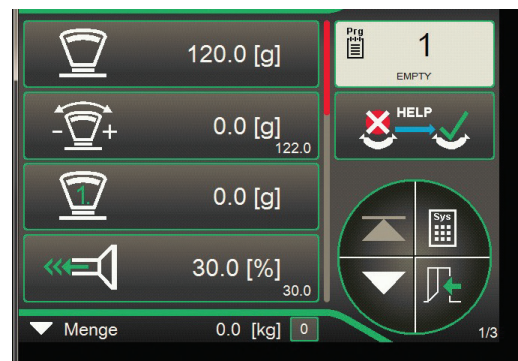 120.0 [g]
- + 0.0 [g]
122.0
1. 0.0 [g]
30.0 [%]
30.0
Menge 0.0 [kg] 0
Prg
1
EMPTY
HELP
Sys
1/3